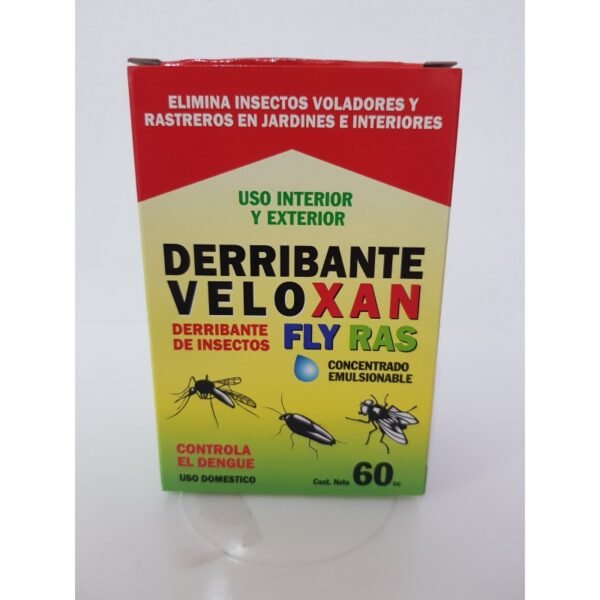 ELIMINA INSECTOS VOLADORES Y
RASTREROS EN JARDINES E INTERIORES
USO INTERIOR
Y EXTERIOR
DERRIBANTE
VELOXAN
DERRIBANTE
DE INSECTOS
FLY RAS
CONCENTRADO
EMULSIONABLE
CONTROLA
EL DENGUE
USO DOMESTICO
Cont. Neto 60 cc